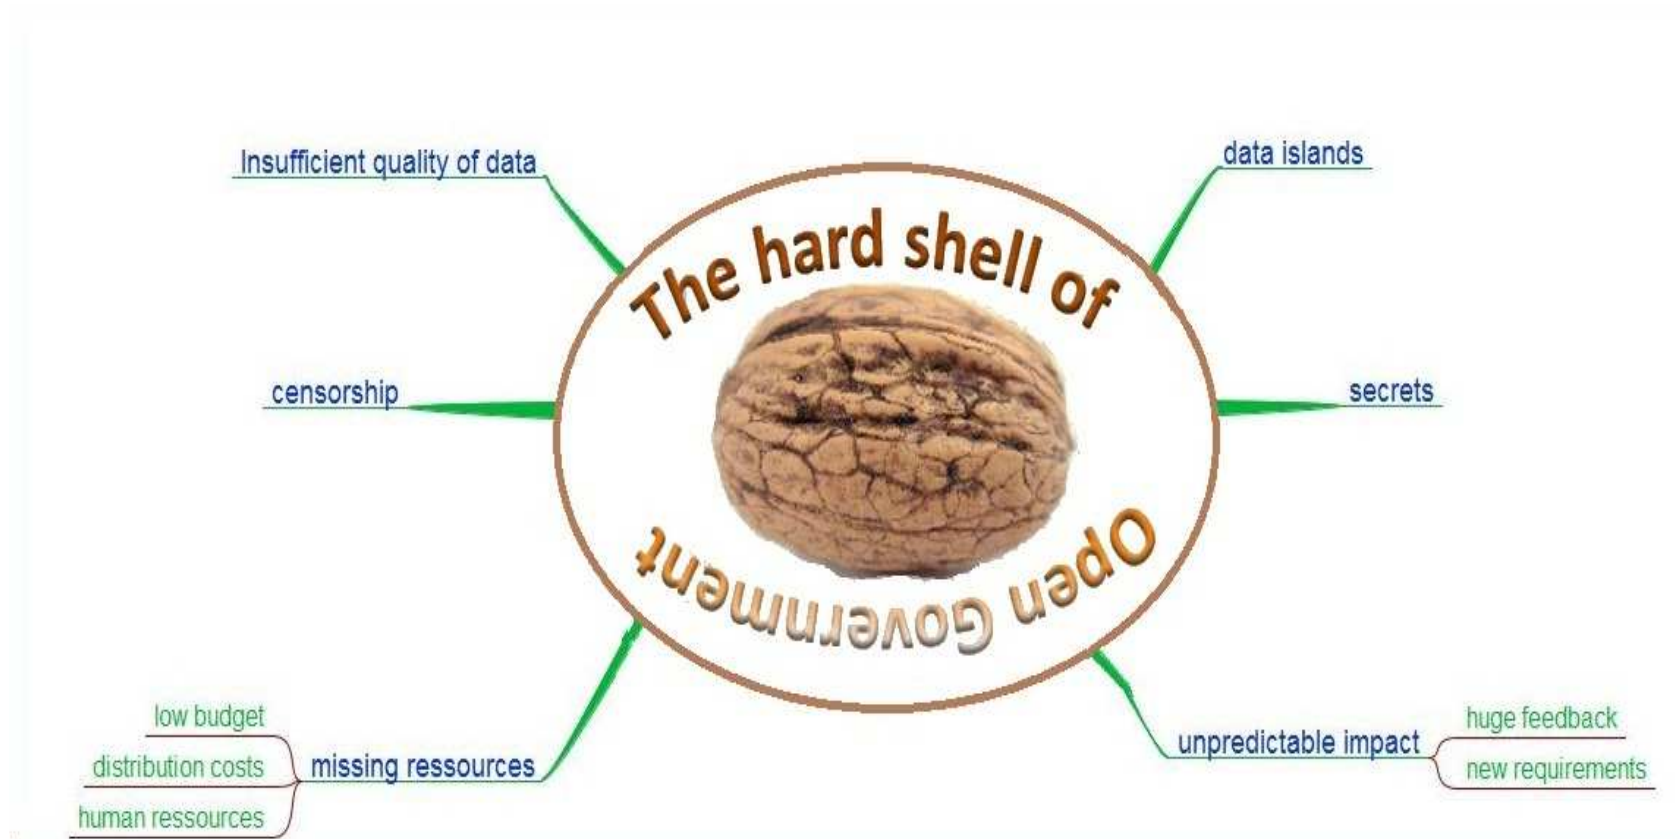 The hard shell of
Open Government
Insufficient quality of data
censorship
missing ressources
low budget
distribution costs
human ressources
data islands
secrets
unpredictable impact
huge feedback
new requirements